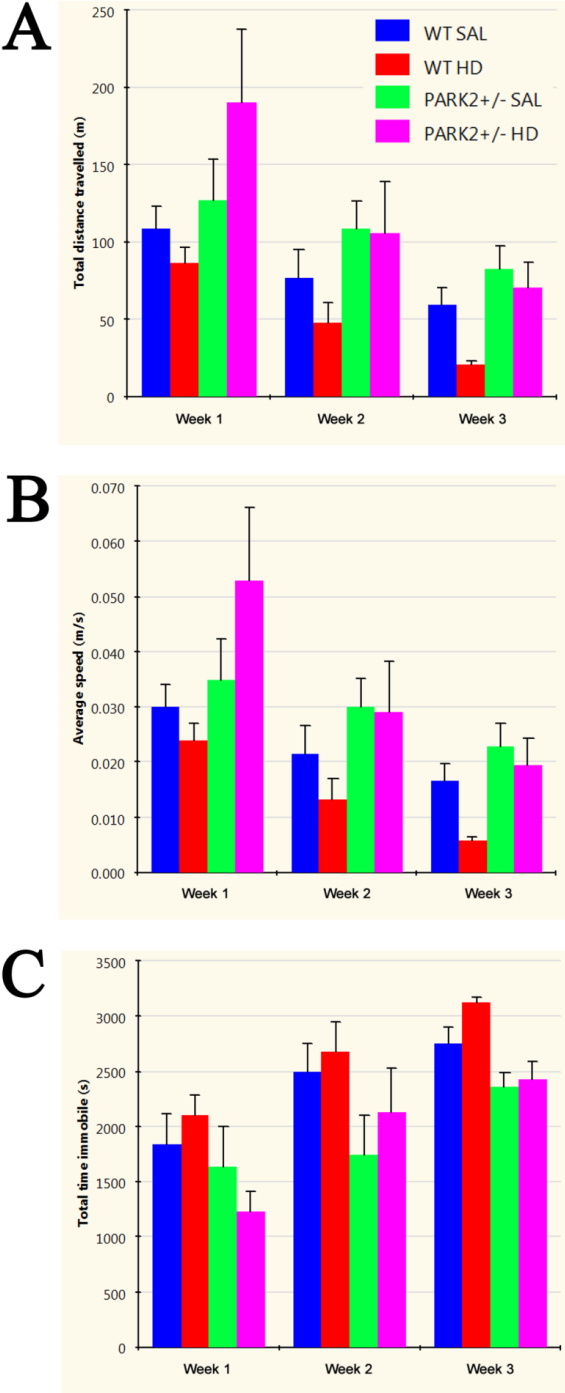 A
250
200
150
100
50
0
Total distance travelled (m)
WT SAL
WT HD
PARK2+/- SAL
PARK2+/- HD
Week 1
Week 2
Week 3
B
0.070
0.060
0.050
0.040
0.030
0.020
0.010
0.000
Average speed (m/s)
Week 1
Week 2
Week 3
C
3500
3000
2500
2000
1500
1000
500
0
Total time immobile (s)
Week 1
Week 2
Week 3